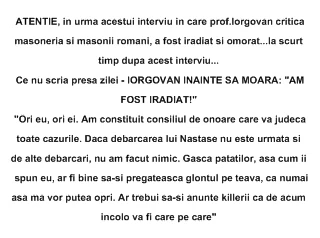 ATENTIE, in urma acestui interviu in care prof.Iorgovan critica
masoneria si masonii romani, a fost iradiat si omorat...la scurt
timp dupa acest interviu...
Ce nu scria presa zilei - IORGOVAN INAINTE SA MOARA: "AM
FOST IRADIAT!"
"Ori eu, ori ei. Am constituit consiliul de onoare care va judeca
toate cazurile. Daca debarcarea lui Nastase nu este urmata si
de alte debarcari, nu am facut nimic. Gasca patatilor, asa cum ii
spun eu, ar fi bine sa-si pregateasca glontul pe teava, ca numai
asa ma vor putea opri. Ar trebui sa-si anunte killerii ca de acum
incolo va fi care pe care"